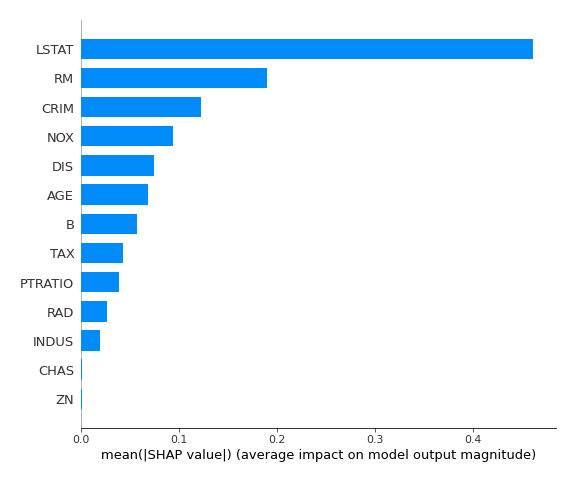 LSTAT
RM
CRIM
NOX
DIS
AGE
B
TAX
PTRATIO
RAD
INDUS
CHAS
ZN
0.0 0.1 0.2 0.3 0.4
mean(|SHAP value|) (average impact on model output magnitude)